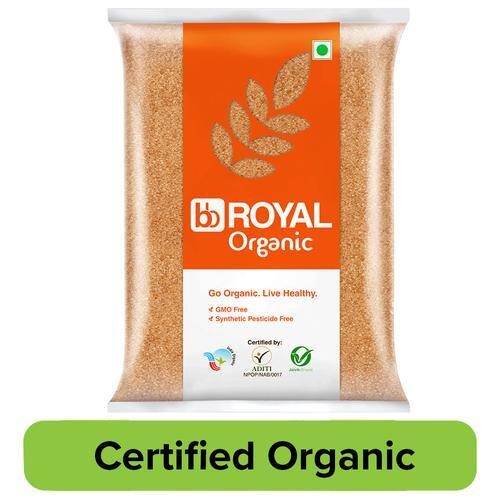 bb ROYAL
Organic
Go Organic. Live Healthy.
GMO Free
Synthetic Pesticide Free
Certified by:
ADITI
NPOP/NAB/0017
Certified Organic